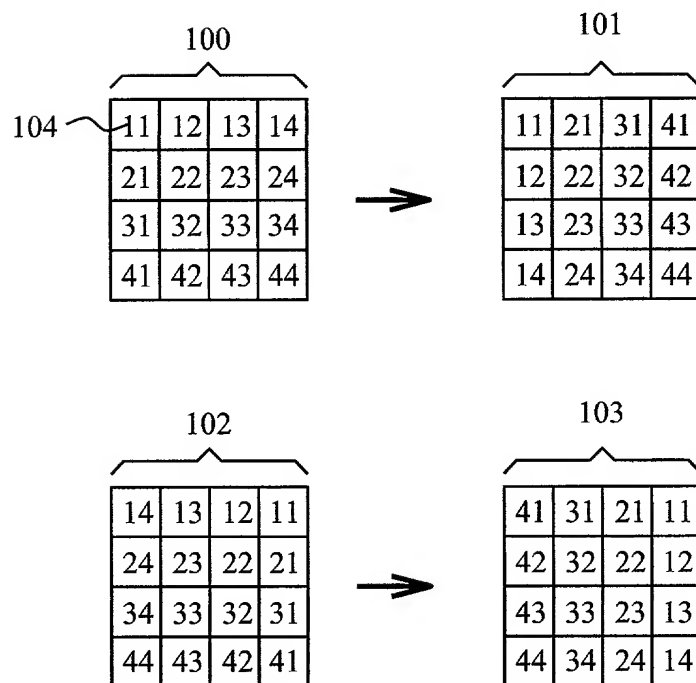 100 101
104 11 12 13 14 11 21 31 41
21 22 23 24 12 22 32 42
31 32 33 34 13 23 33 43
41 42 43 44 14 24 34 44
102 103
14 13 12 11 41 31 21 11
24 23 22 21 42 32 22 12
34 33 32 31 43 33 23 13
44 43 42 41 44 34 24 14